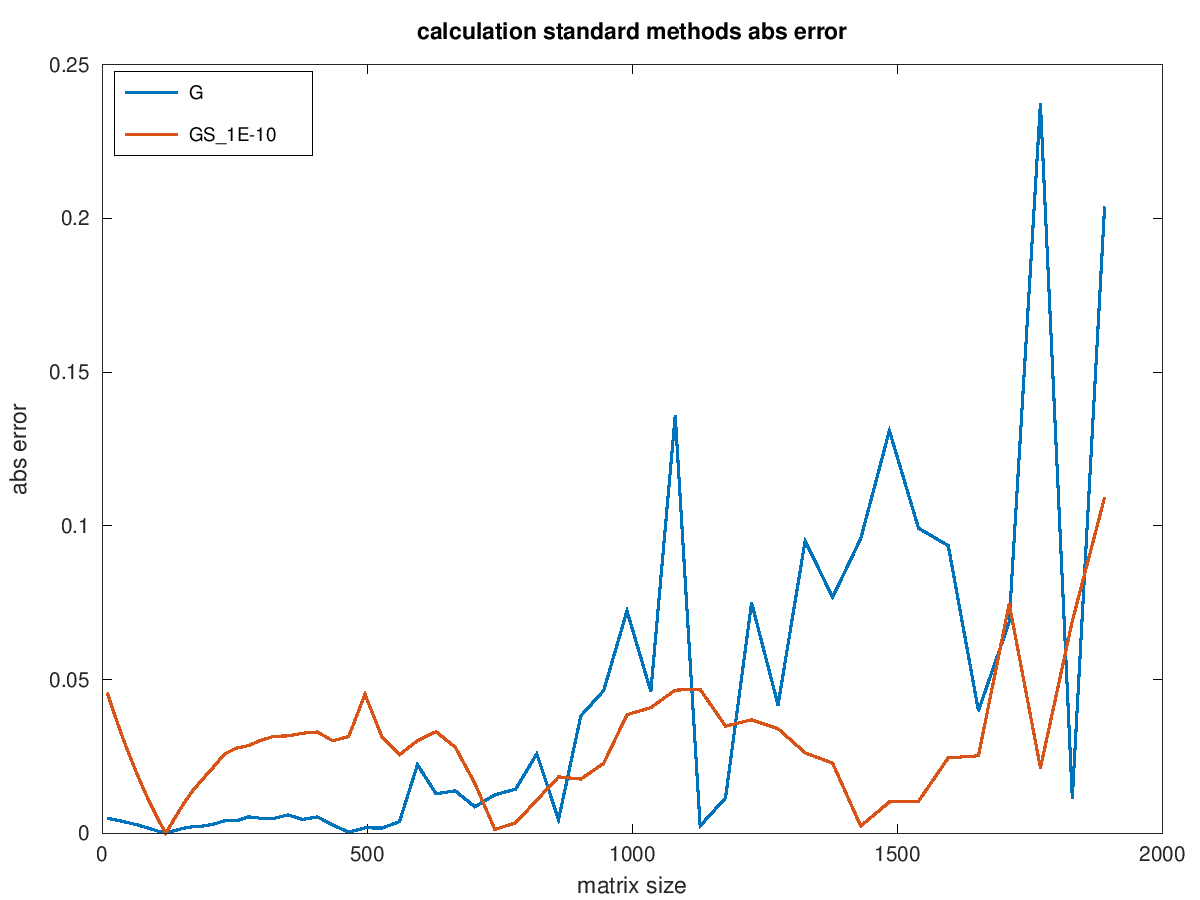 calculation standard methods abs error
0.25
G
GS_1E-10
0.2
0.15
abs error
0.1
0.05
0
0 500 1000 1500 2000
matrix size